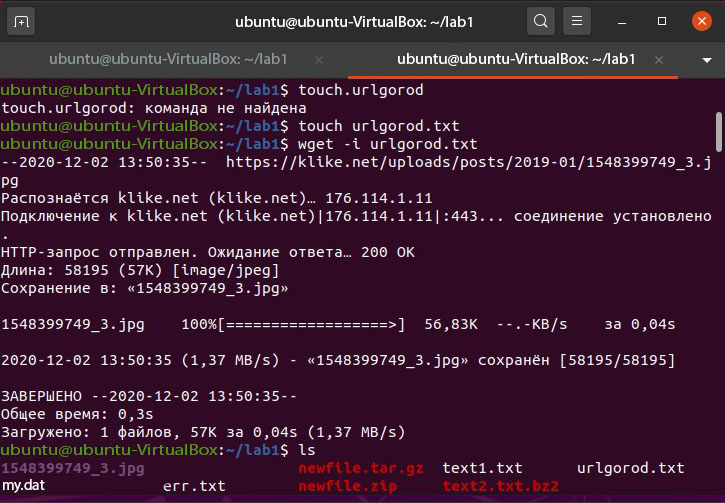 ubuntu@ubuntu-VirtualBox: ~/lab1
ubuntu@ubuntu-VirtualBox: ~/lab1 × ubuntu@ubuntu-VirtualBox: ~/lab1 ×
ubuntu@ubuntu-VirtualBox:~/lab1$ touch.urlgorod
touch.urlgorod: команда не найдена
ubuntu@ubuntu-VirtualBox:~/lab1$ touch urlgorod.txt
ubuntu@ubuntu-VirtualBox:~/lab1$ wget -i urlgorod.txt
--2020-12-02 13:50:35-- https://klike.net/uploads/posts/2019-01/1548399749_3.j
pg
Распознаётся klike.net (klike.net)… 176.114.1.11
Подключение к klike.net (klike.net)|176.114.1.11|:443... соединение установлено
.
HTTP-запрос отправлен. Ожидание ответа… 200 OK
Длина: 58195 (57K) [image/jpeg]
Сохранение в: «1548399749_3.jpg»
1548399749_3.jpg 100%[===================>] 56,83K --.-KB/s за 0,04s
2020-12-02 13:50:35 (1,37 MB/s) - «1548399749_3.jpg» сохранён [58195/58195]
ЗАВЕРШЕНО --2020-12-02 13:50:35--
Общее время: 0,3s
Загружено: 1 файлов, 57K за 0,04s (1,37 MB/s)
ubuntu@ubuntu-VirtualBox:~/lab1$ ls
1548399749_3.jpg newfile.tar.gz text1.txt urlgorod.txt
my.dat err.txt newfile.zip text2.txt.bz2